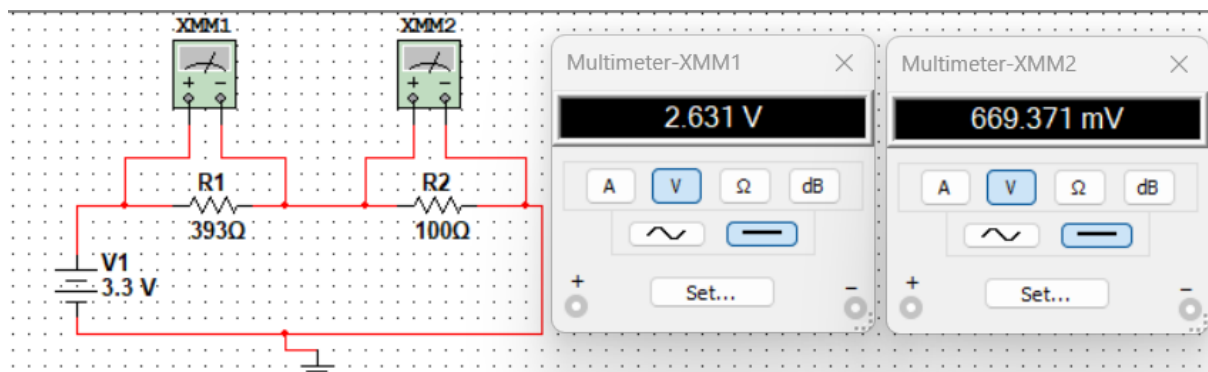 XMM1
XMM2
+ −
+ −
R1
393Ω
R2
100Ω
V1
3.3 V
Multimeter-XMM1
2.631 V
A V Ω dB
+ −
Set...
Multimeter-XMM2
669.371 mV
A V Ω dB
+ −
Set...